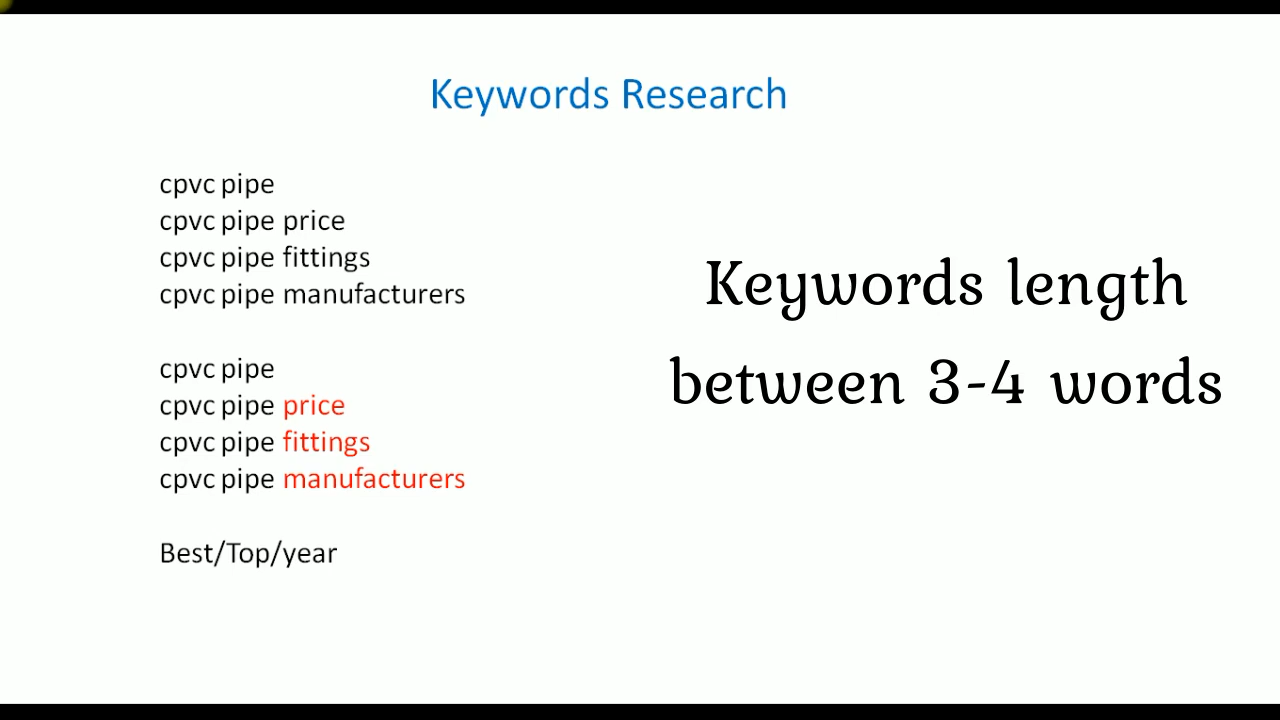 Keywords Research
cpvc pipe
cpvc pipe price
cpvc pipe fittings
cpvc pipe manufacturers
cpvc pipe
cpvc pipe price
cpvc pipe fittings
cpvc pipe manufacturers
Best/Top/year
Keywords length
between 3-4 words